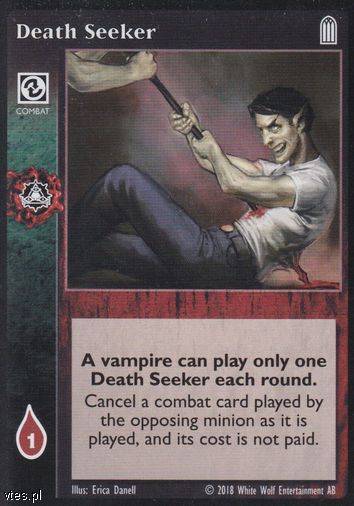 Death Seeker
COMBAT
A vampire can play only one
Death Seeker each round.
Cancel a combat card played by
the opposing minion as it is
played, and its cost is not paid.
1
Illus: Erica Danell © 2018 White Wolf Entertainment AB
vtes.pl